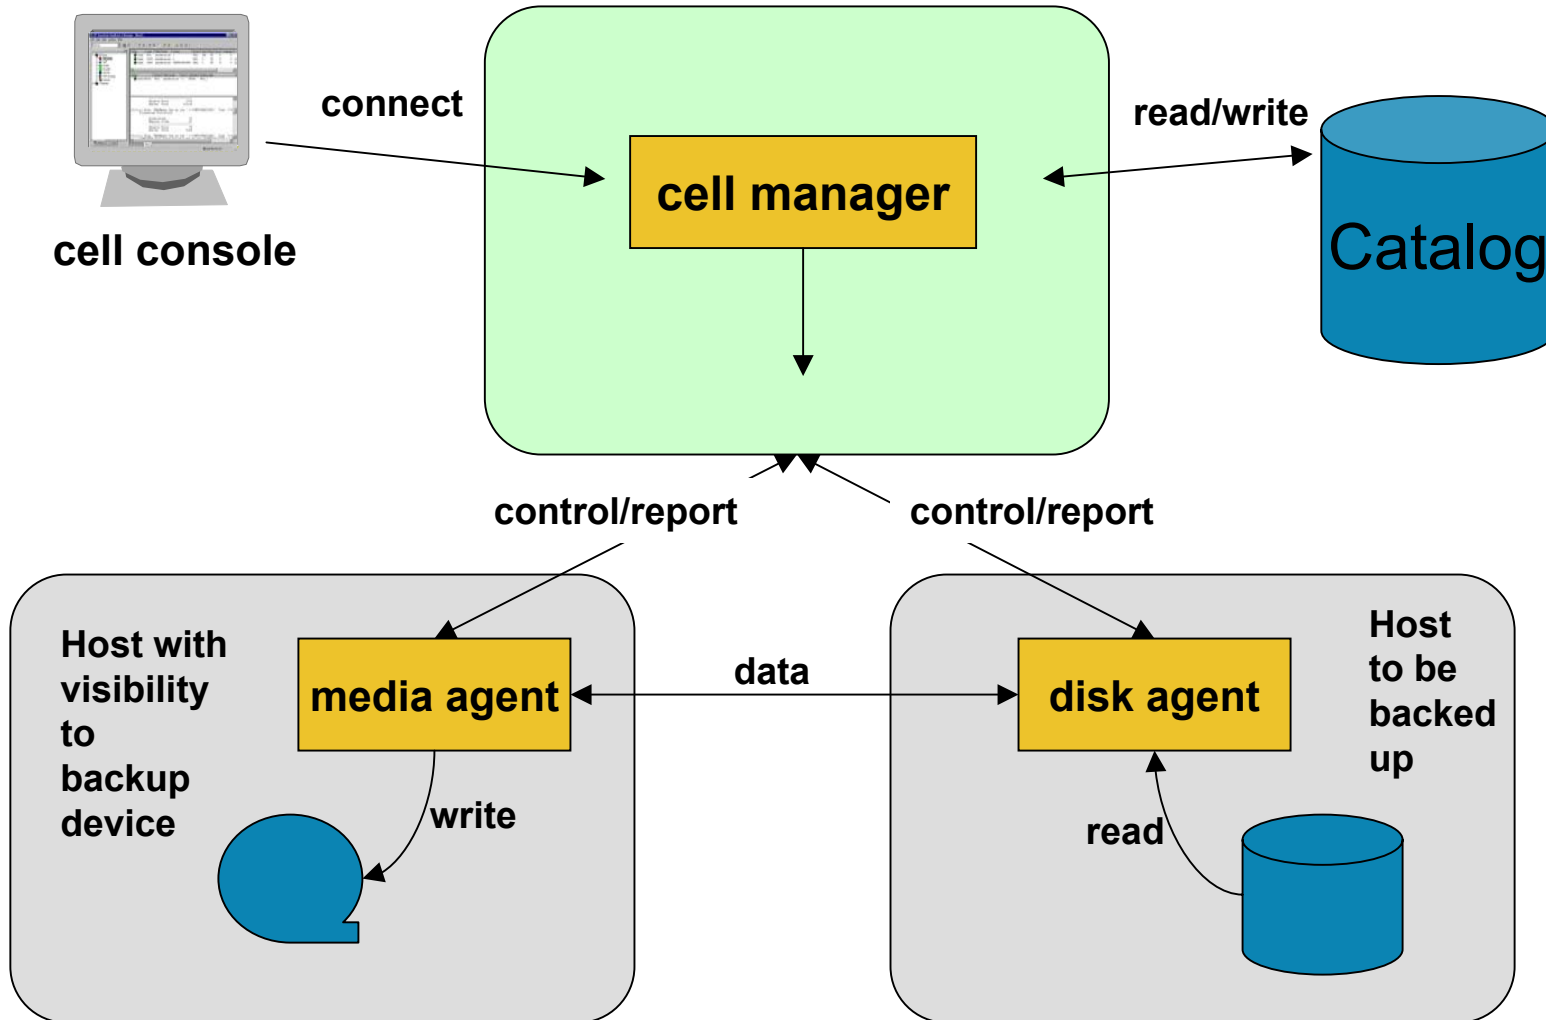 connect
read/write
cell manager
cell console
Catalog
control/report
control/report
Host with
visibility
to
backup
device
media agent
write
data
disk agent
read
Host
to be
backed
up